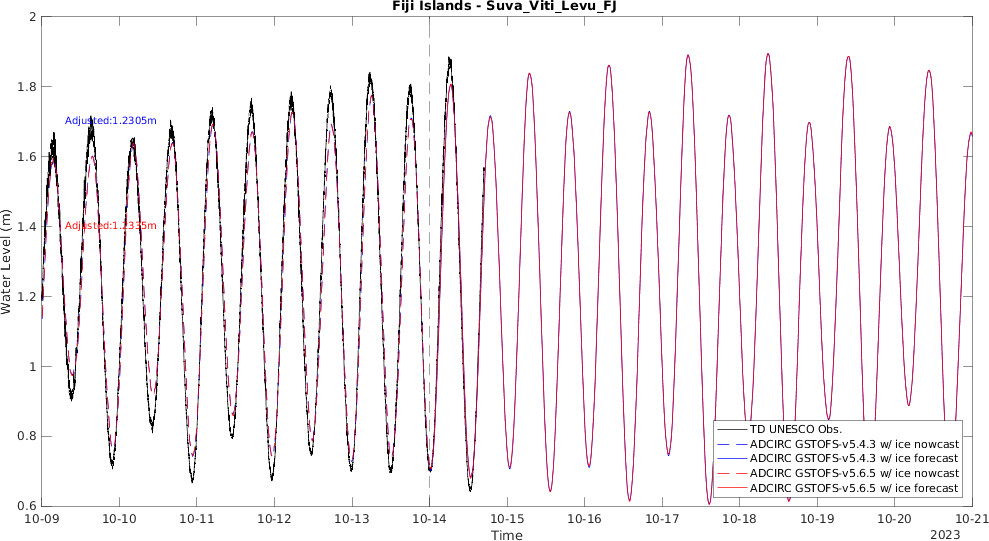 Fiji Islands - Suva_Viti_Levu_FJ
2
1.8
1.6
1.4
1.2
1
0.8
0.6
Water Level (m)
Adjusted:1.2305m
Adjusted:1.2335m
TD UNESCO Obs.
ADCIRC GSTOFS-v5.4.3 w/ ice nowcast
ADCIRC GSTOFS-v5.4.3 w/ ice forecast
ADCIRC GSTOFS-v5.6.5 w/ ice nowcast
ADCIRC GSTOFS-v5.6.5 w/ ice forecast
10-09 10-10 10-11 10-12 10-13 10-14 10-15 10-16 10-17 10-18 10-19 10-20 10-21
Time
2023